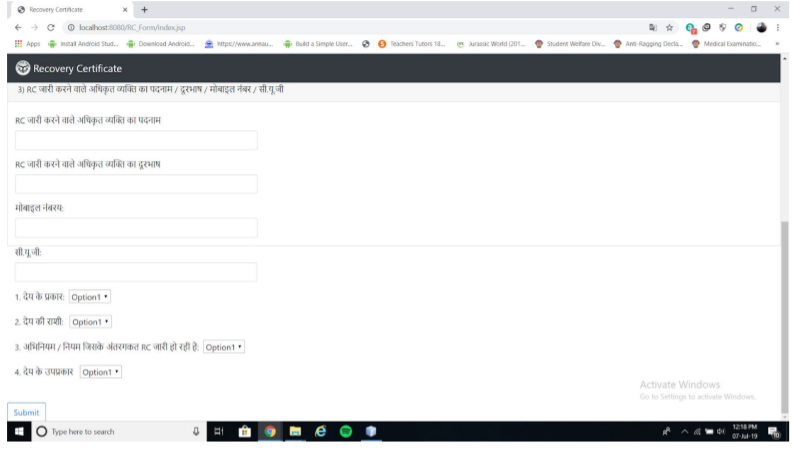 Recovery Certificate
localhost:8080/RC_Form/index.jsp
Apps Install Android Stud... Download Android... https://www.annau... Build a Simple User... Teachers Tutors 18... Jurassic World (201... Student Welfare Div... Anti-Ragging Decla... Medical Examinatio... »
Recovery Certificate
3) RC जारी करने वाले अधिकृत व्यक्ति का पदनाम / दूरभाष / मोबाइल नंबर / सी.यू.जी
RC जारी करने वाले अधिकृत व्यक्ति का पदनाम
RC जारी करने वाले अधिकृत व्यक्ति का दूरभाष
मोबाइल नंबरय:
सी.यू.जी:
1. देय के प्रकार: Option1
2. देय की राशी: Option1
3. अधिनियम / नियम जिसके अंतरगकत RC जारी हो रही है: Option1
4. देय के उपप्रकार Option1
Activate Windows
Go to Settings to activate Windows.
Submit
Type here to search
12:18 PM
07-Jul-19